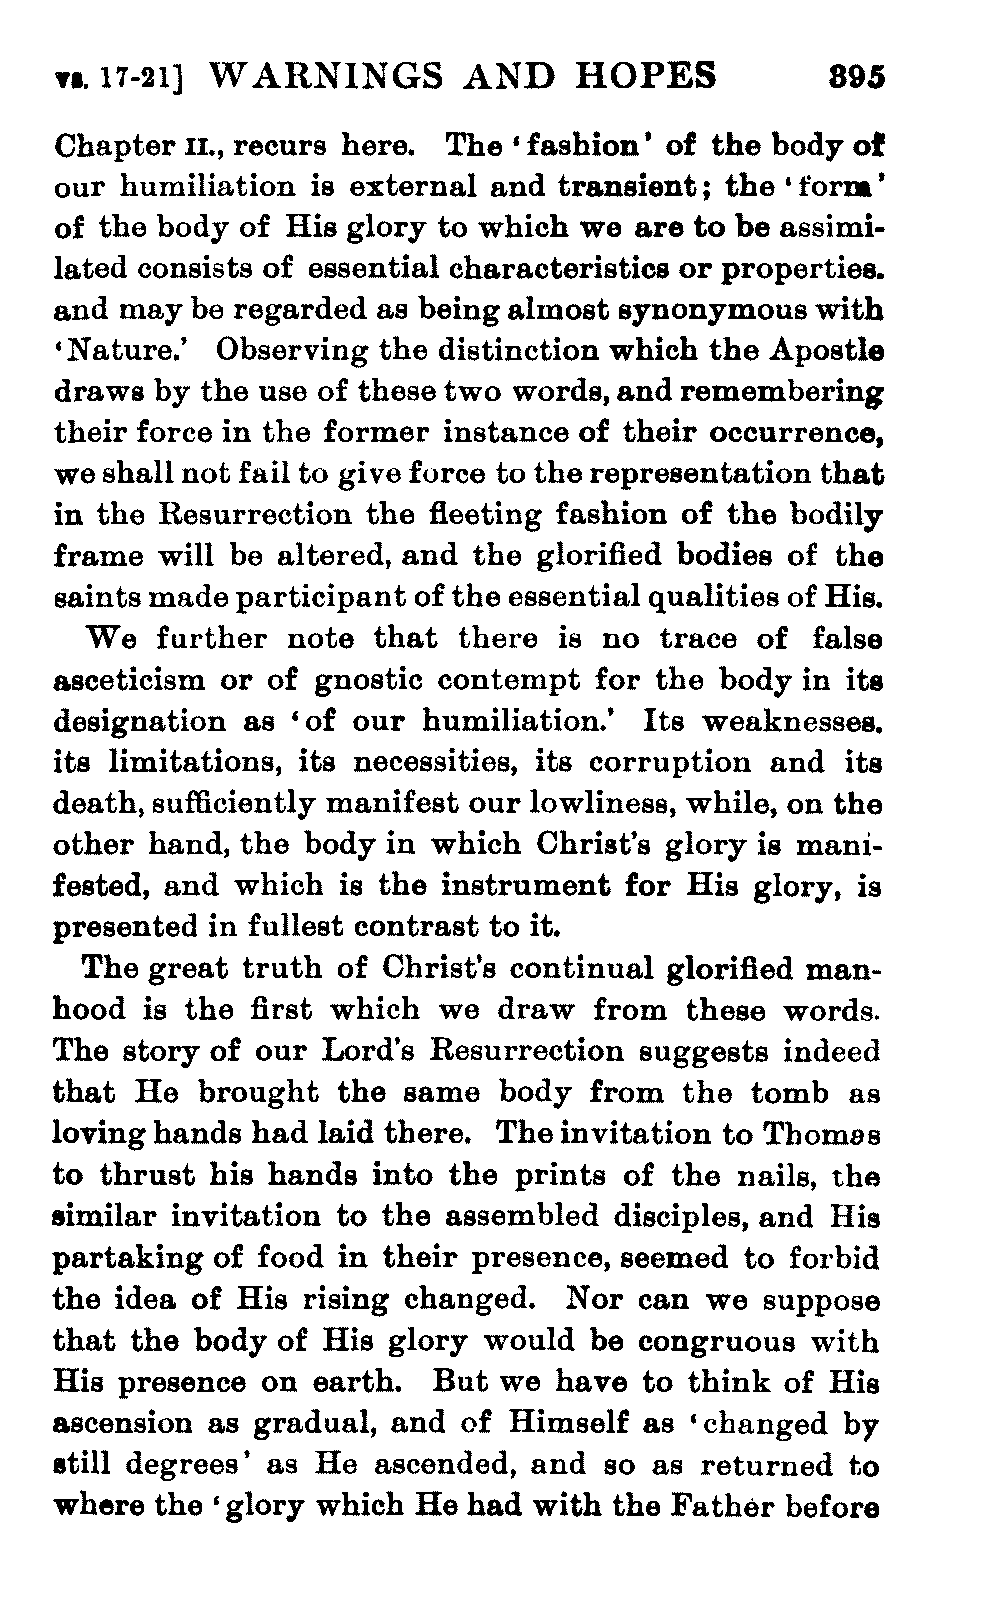 vs. 17-21] WARNINGS AND HOPES 395
Chapter II., recurs here. The ‘fashion’ of the body of
our humiliation is external and transient; the ‘form’
of the body of His glory to which we are to be assimi-
lated consists of essential characteristics or properties.
and may be regarded as being almost synonymous with
‘Nature.’ Observing the distinction which the Apostle
draws by the use of these two words, and remembering
their force in the former instance of their occurrence,
we shall not fail to give force to the representation that
in the Resurrection the fleeting fashion of the bodily
frame will be altered, and the glorified bodies of the
saints made participant of the essential qualities of His.
We further note that there is no trace of false
asceticism or of gnostic contempt for the body in its
designation as ‘of our humiliation.’ Its weaknesses.
its limitations, its necessities, its corruption and its
death, sufficiently manifest our lowliness, while, on the
other hand, the body in which Christ’s glory is mani-
fested, and which is the instrument for His glory, is
presented in fullest contrast to it.
The great truth of Christ’s continual glorified man-
hood is the first which we draw from these words.
The story of our Lord’s Resurrection suggests indeed
that He brought the same body from the tomb as
loving hands had laid there. The invitation to Thomas
to thrust his hands into the prints of the nails, the
similar invitation to the assembled disciples, and His
partaking of food in their presence, seemed to forbid
the idea of His rising changed. Nor can we suppose
that the body of His glory would be congruous with
His presence on earth. But we have to think of His
ascension as gradual, and of Himself as ‘changed by
still degrees’ as He ascended, and so as returned to
where the ‘glory which He had with the Father before